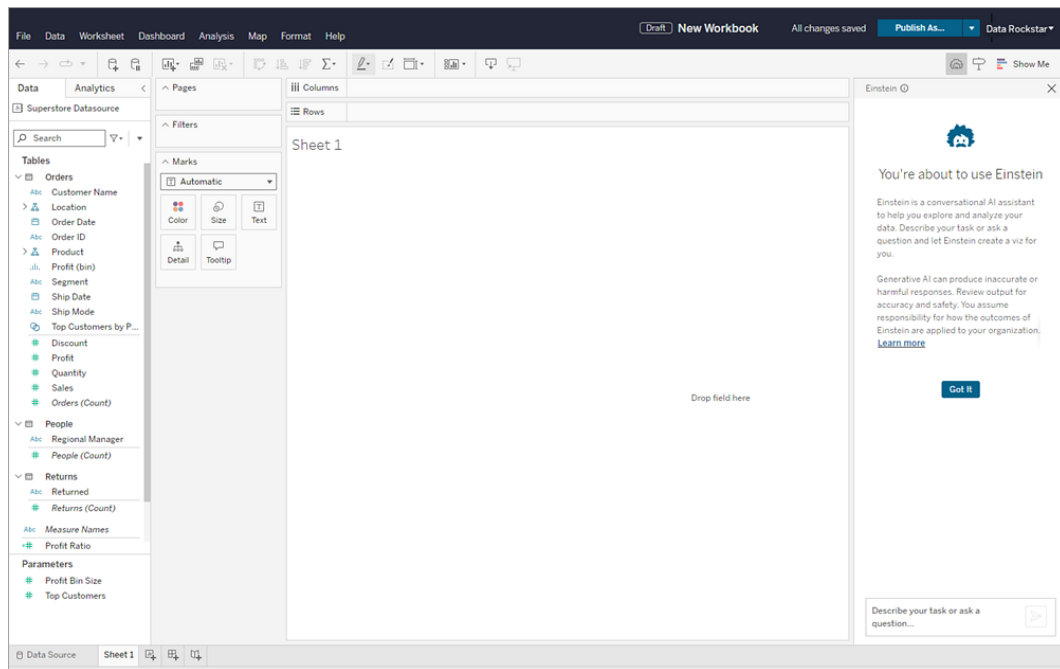 File Data Worksheet Dashboard Analysis Map Format Help
Draft New Workbook
All changes saved
Publish As...
Data Rockstar
Show Me
Data Analytics
Superstore Datasource
Search
Tables
Orders
Abc Customer Name
Location
Order Date
Abc Order ID
Product
Profit (bin)
Abc Segment
Ship Date
Abc Ship Mode
Top Customers by P...
# Discount
# Profit
# Quantity
# Sales
# Orders (Count)
People
Abc Regional Manager
# People (Count)
Returns
Abc Returned
# Returns (Count)
Abc Measure Names
=# Profit Ratio
Parameters
# Profit Bin Size
# Top Customers
Pages
Filters
Marks
Automatic
Color Size Text
Detail Tooltip
Columns
Rows
Sheet 1
Drop field here
Einstein
You're about to use Einstein
Einstein is a conversational AI assistant
to help you explore and analyze your
data. Describe your task or ask a
question and let Einstein create a viz for
you.
Generative AI can produce inaccurate or
harmful responses. Review output for
accuracy and safety. You assume
responsibility for how the outcomes of
Einstein are applied to your organization.
Learn more
Got It
Describe your task or ask a
question...
Data Source Sheet 1